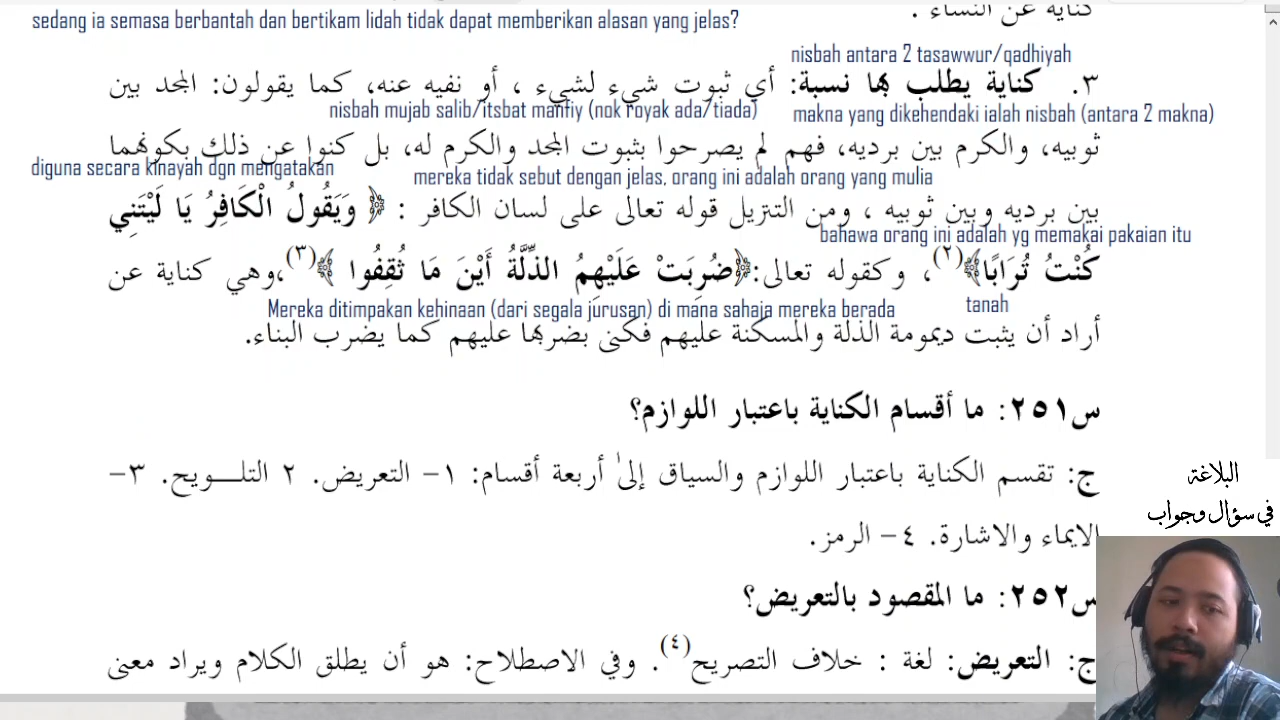 كناية عن النساء .
sedang ia semasa berbantah dan bertikam lidah tidak dapat memberikan alasan yang jelas?
nisbah antara 2 tasawwur/qadhiyah
٣. كناية يطلب بها نسبة: أي ثبوت شيء لشيء ، أو نفيه عنه، كما يقولون: المجد بين
nisbah mujab salib/itsbat manfiy (nok royak ada/tiada)
makna yang dikehendaki ialah nisbah (antara 2 makna)
ثوبيه، والكرم بين برديه، فهم لم يصرحوا بثبوت المجد والكرم له، بل كنوا عن ذلك بكونهما
diguna secara kinayah dgn mengatakan
mereka tidak sebut dengan jelas, orang ini adalah orang yang mulia
بين برديه وبين ثوبيه ، ومن التنزيل قوله تعالى على لسان الكافر : ﴿ وَيَقُولُ الْكَافِرُ يَا لَيْتَنِي
bahawa orang ini adalah yg memakai pakaian itu
كُنْتُ تُرَابًا﴾(٢)، وكقوله تعالى:﴿ضُرِبَتْ عَلَيْهِمُ الذِّلَّةُ أَيْنَ مَا ثُقِفُوا ﴾(٣)،وهي كناية عن
Mereka ditimpakan kehinaan (dari segala jurusan) di mana sahaja mereka berada
tanah
أراد أن يثبت ديمومة الذلة والمسكنة عليهم فكنى بضربها عليهم كما يضرب البناء.
س٢٥١: ما أقسام الكناية باعتبار اللوازم؟
ج: تقسم الكناية باعتبار اللوازم والسياق إلىٰ أربعة أقسام: ١- التعريض. ٢ التلـــويح. ٣-
الايماء والاشارة. ٤- الرمز.
س٢٥٢: ما المقصود بالتعريض؟
ج: التعريض: لغة : خلاف التصريح(٤). وفي الاصطلاح: هو أن يطلق الكلام ويراد معنى
البلاغة
في سؤال وجواب